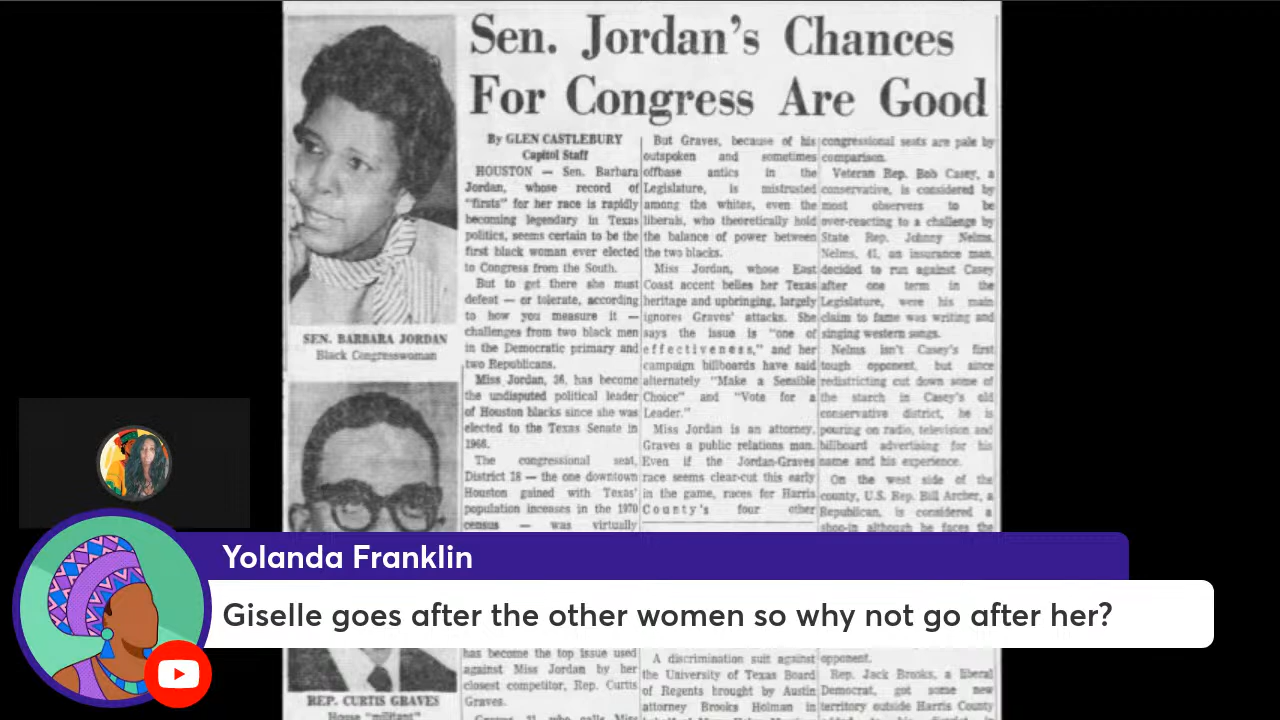 Sen. Jordan's Chances
For Congress Are Good
By GLEN CASTLEBURY
Capitol Staff
HOUSTON — Sen. Barbara
Jordan, whose record of
"firsts" for her race is rapidly
becoming legendary in Texas
politics, seems certain to be the
first black woman ever elected
to Congress from the South.
But to get there she must
defeat — or tolerate, according
to how you measure it —
challenges from two black men
in the Democratic primary and
two Republicans.
Miss Jordan, 36, has become
the undisputed political leader
of Houston blacks since she was
elected to the Texas Senate in
1966.
The congressional seat,
District 18 — the one downtown
Houston gained with Texas'
population inceases in the 1970
census — was virtually
has become the top issue used
against Miss Jordan by her
closest competitor, Rep. Curtis
Graves.
But Graves, because of his
outspoken and sometimes
offbase antics in the
Legislature, is mistrusted
among the whites, even the
liberals, who theoretically hold
the balance of power between
the two blacks.
Miss Jordan, whose East
Coast accent belies her Texas
heritage and upbringing, largely
ignores Graves' attacks. She
says the issue is "one of
effectiveness," and her
campaign billboards have said
alternately "Make a Sensible
Choice" and "Vote for a
Leader."
Miss Jordan is an attorney,
Graves a public relations man.
Even if the Jordan-Graves
race seems clear-cut this early
in the game, races for Harris
County's four other
A discrimination suit against
the University of Texas Board
of Regents brought by Austin
attorney Brooks Holman in
congressional seats are pale by
comparison.
Veteran Rep. Bob Casey, a
conservative, is considered by
most observers to be
over-reacting to a challenge by
State Rep. Johnny Nelms.
Nelms, 41, an insurance man,
decided to run against Casey
after one term in the
Legislature, were his main
claim to fame was writing and
singing western songs.
Nelms isn't Casey's first
tough opponent, but since
redistricting cut down some of
the starch in Casey's old
conservative district, he is
pouring on radio, television and
billboard advertising for his
name and his experience.
On the west side of the
county, U.S. Rep. Bill Archer, a
Republican, is considered a
shoo-in although he faces the
opponent.
Rep. Jack Brooks, a liberal
Democrat, got some new
territory outside Harris County
SEN. BARBARA JORDAN
Black Congresswoman
REP. CURTIS GRAVES
House "militant"
Yolanda Franklin
Giselle goes after the other women so why not go after her?